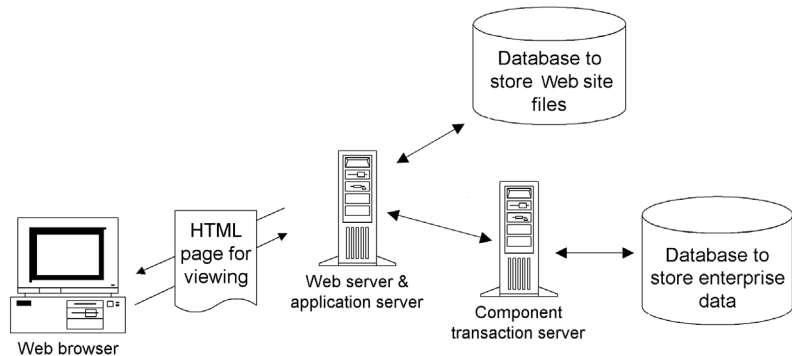 Database to
store Web site
files
HTML
page for
viewing
Web server &
application server
Database to
store enterprise
data
Component
transaction server
Web browser